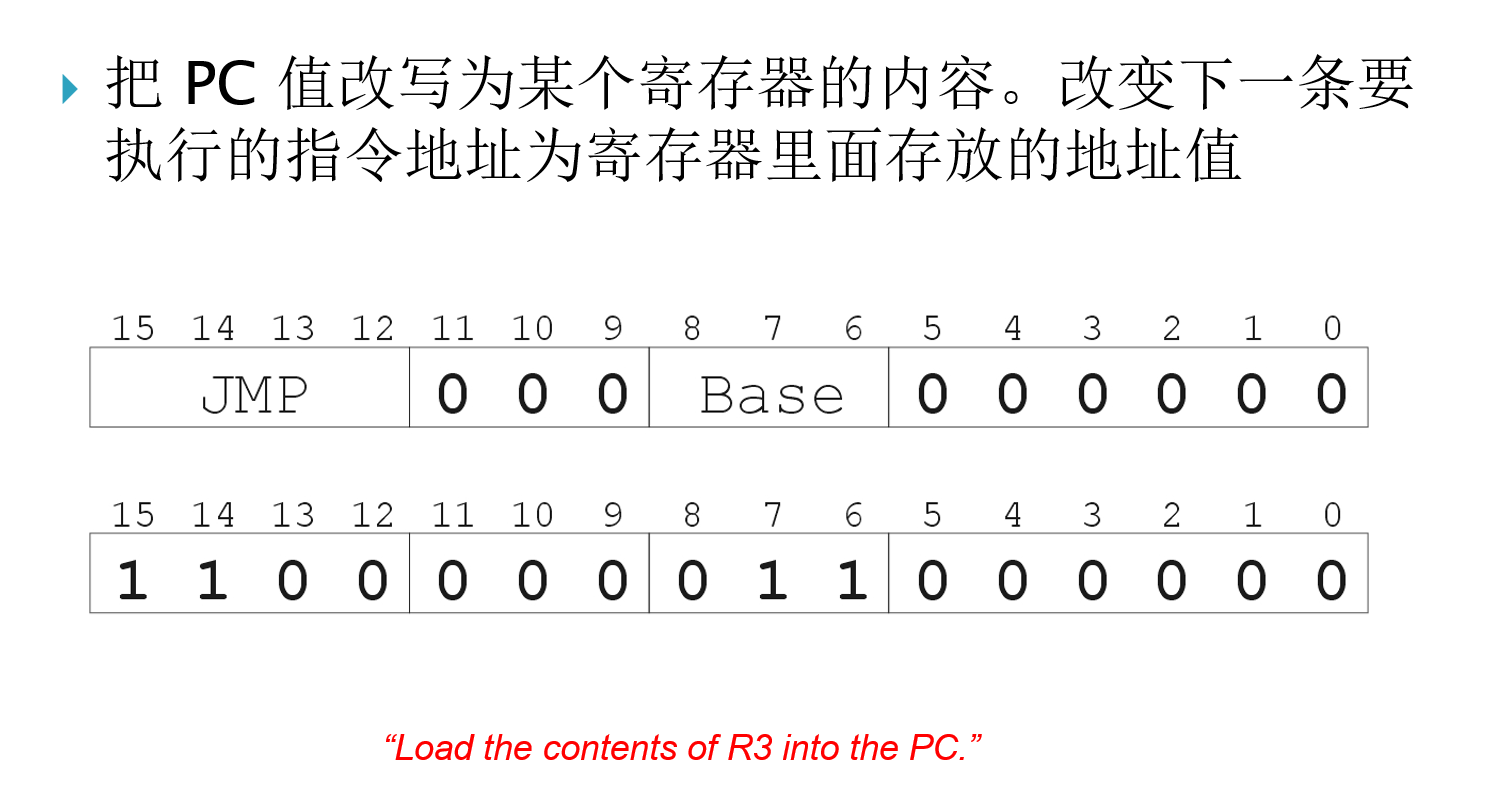 把 PC 值改写为某个寄存器的内容。改变下一条要
执行的指令地址为寄存器里面存放的地址值
15 14 13 12 11 10 9 8 7 6 5 4 3 2 1 0
JMP 0 0 0 Base 0 0 0 0 0 0
15 14 13 12 11 10 9 8 7 6 5 4 3 2 1 0
1 1 0 0 0 0 0 0 1 1 0 0 0 0 0 0
“Load the contents of R3 into the PC.”